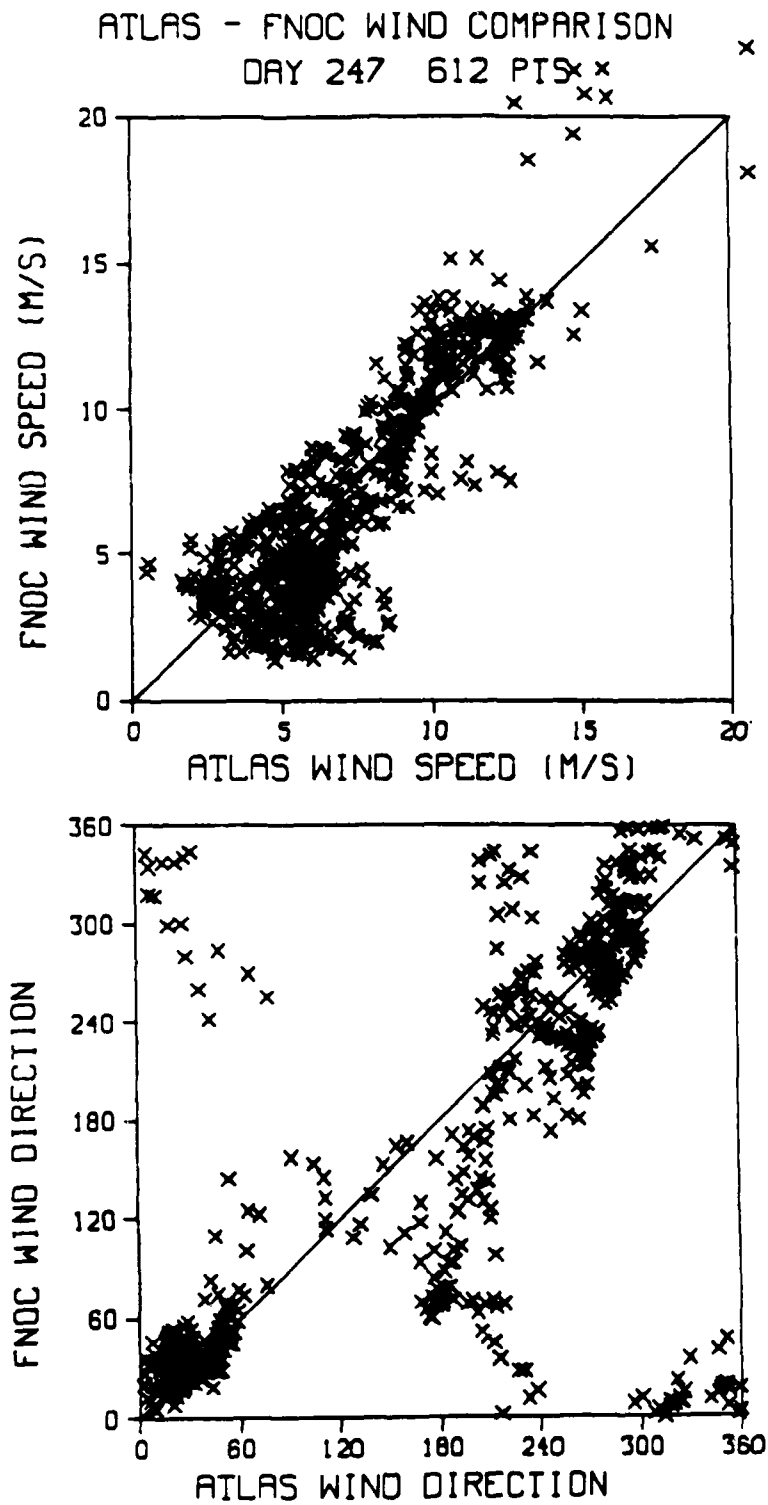 ATLAS - FNOC WIND COMPARISON
DAY 247 612 PTS
20
15
10
5
0
FNOC WIND SPEED (M/S)
0 5 10 15 20
ATLAS WIND SPEED (M/S)
360
300
240
180
120
60
0
FNOC WIND DIRECTION
0 60 120 180 240 300 360
ATLAS WIND DIRECTION